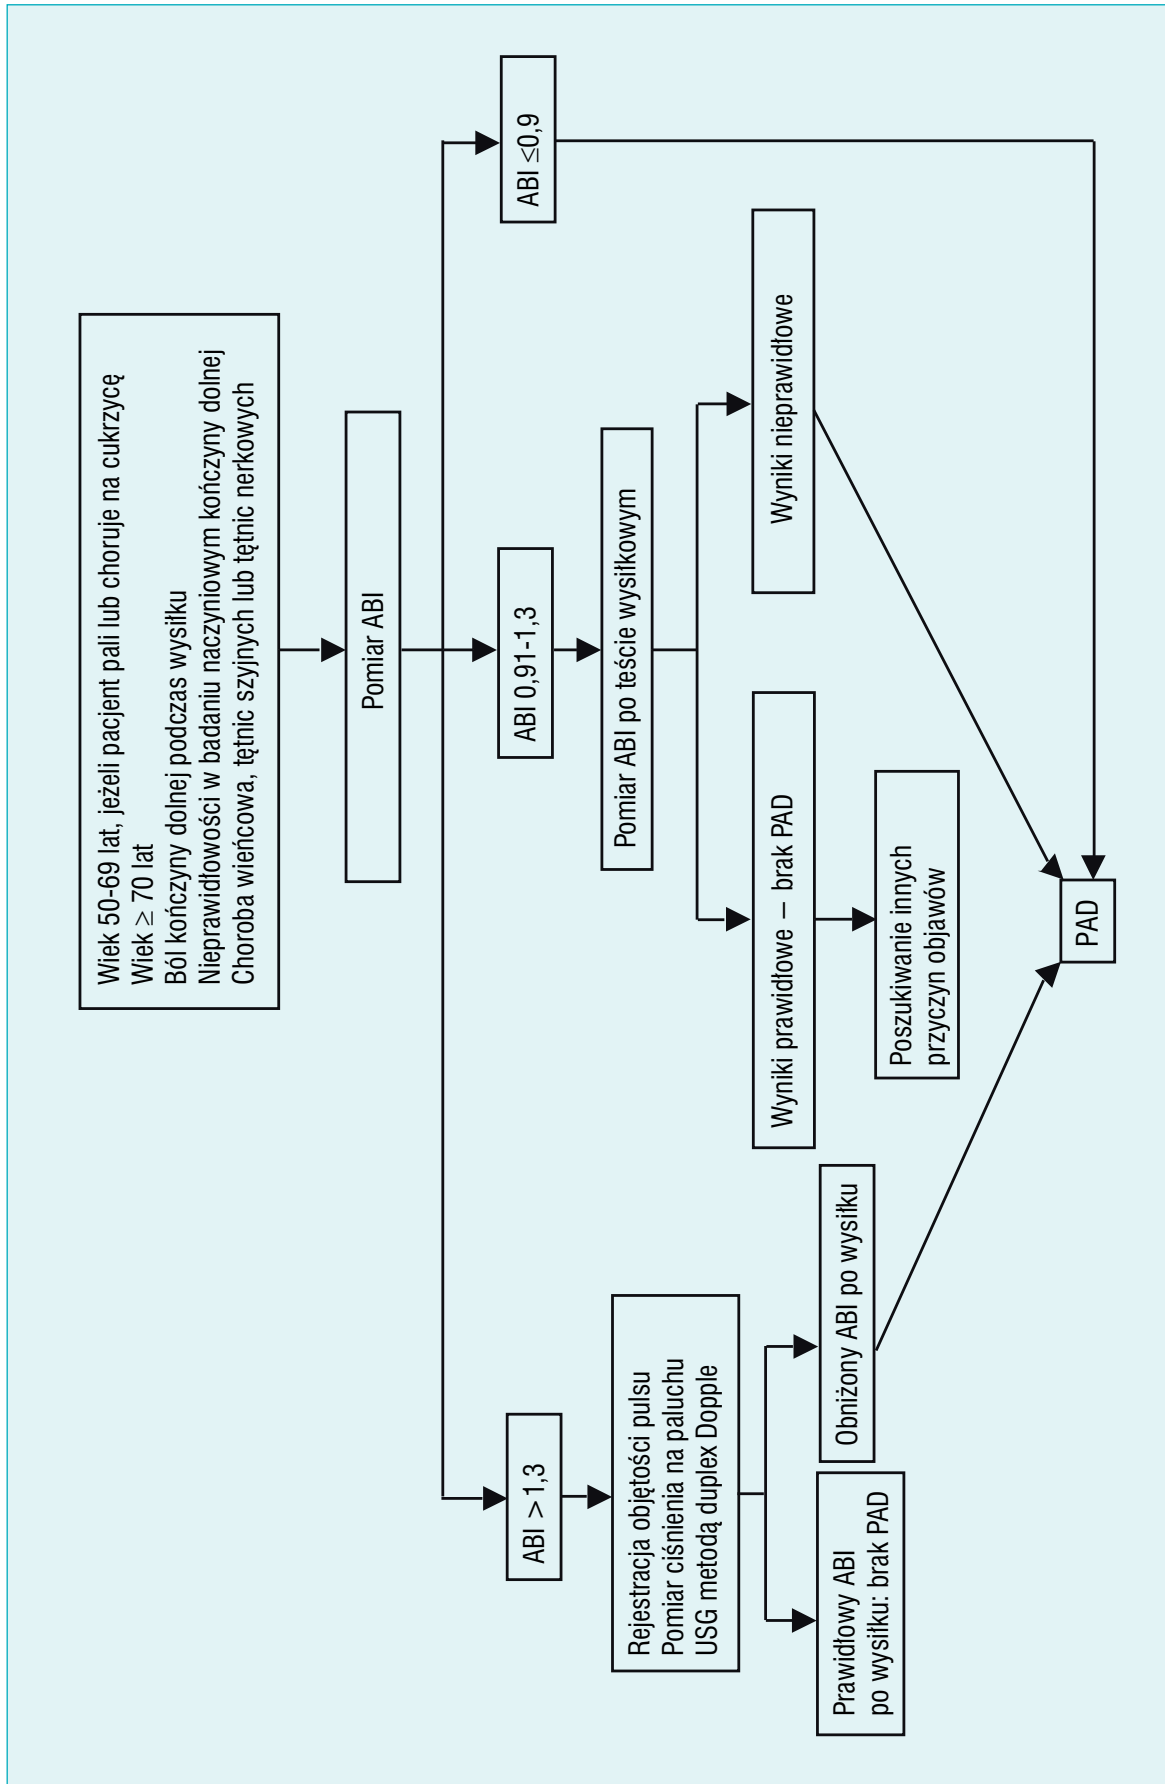 Wiek 50-69 lat, jeżeli pacjent pali lub choruje na cukrzycę
Wiek ≥ 70 lat
Ból kończyny dolnej podczas wysiłku
Nieprawidłowości w badaniu naczyniowym kończyny dolnej
Choroba wieńcowa, tętnic szyjnych lub tętnic nerkowych
Pomiar ABI
ABI > 1,3
ABI 0,91-1,3
ABI ≤0,9
Rejestracja objętości pulsu
Pomiar ciśnienia na paluchu
USG metodą duplex Dopple
Pomiar ABI po teście wysiłkowym
Wyniki prawidłowe — brak PAD
Wyniki nieprawidłowe
Prawidłowy ABI
po wysiłku: brak PAD
Obniżony ABI po wysiłku
Poszukiwanie innych
przyczyn objawów
PAD